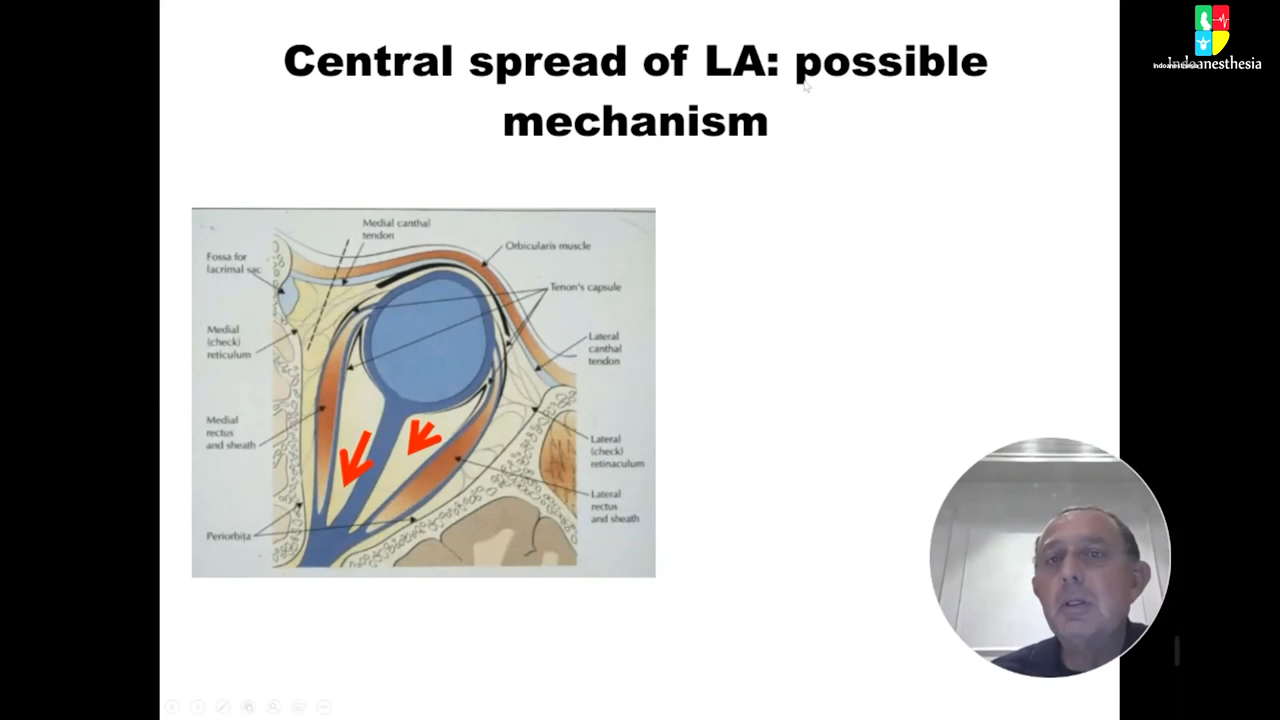 Central spread of LA: possible
mechanism
Indoanesthesia
Indoanesthesia
Medial canthal
tendon
Orbicularis muscle
Fossa for
lacrimal sac
Tenon's capsule
Medial
(check)
reticulum
Lateral
canthal
tendon
Medial
rectus
and sheath
Lateral
(check)
retinaculum
Lateral
rectus
and sheath
Periorbita